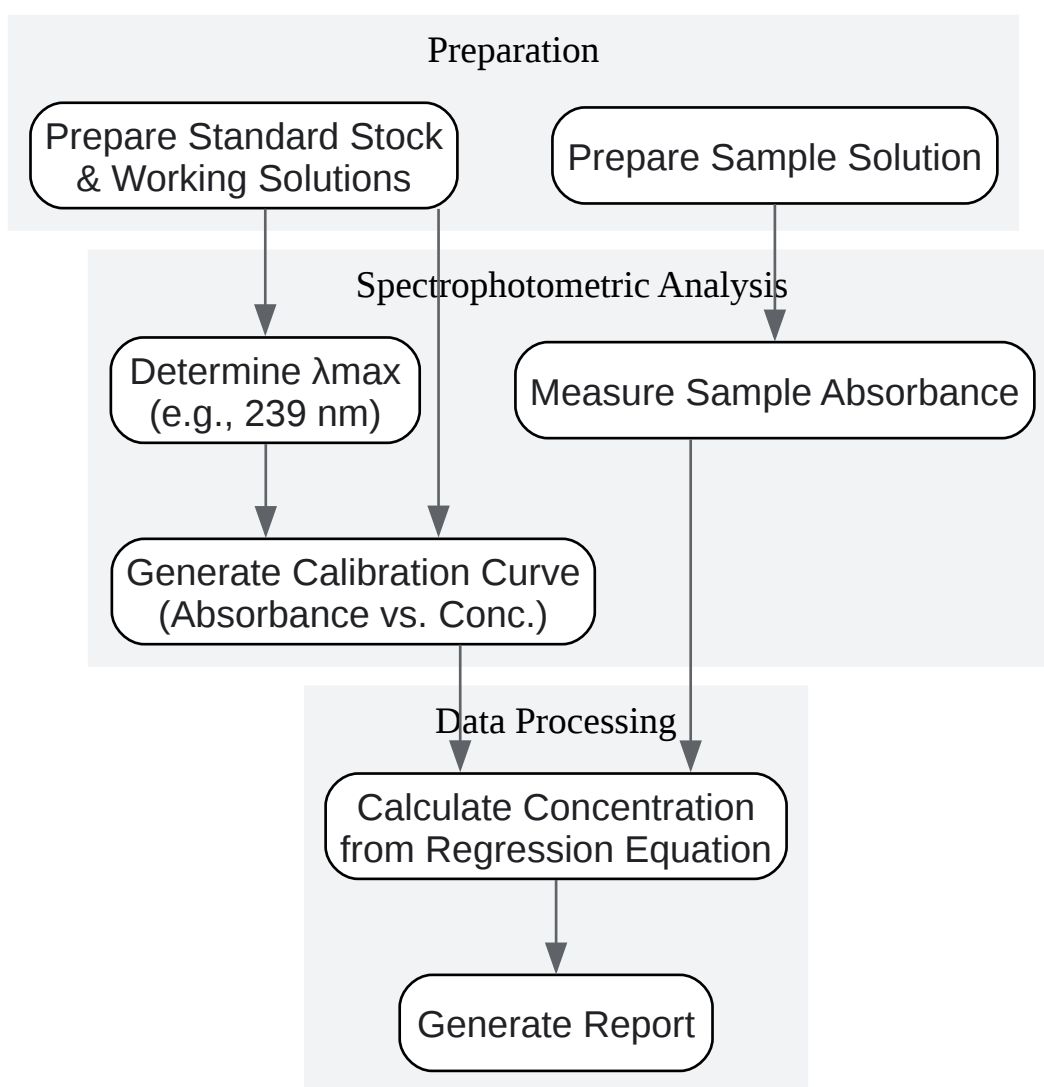 Preparation
Prepare Standard Stock
& Working Solutions
Prepare Sample Solution
Spectrophotometric Analysis
Determine λmax
(e.g., 239 nm)
Measure Sample Absorbance
Generate Calibration Curve
(Absorbance vs. Conc.)
Data Processing
Calculate Concentration
from Regression Equation
Generate Report